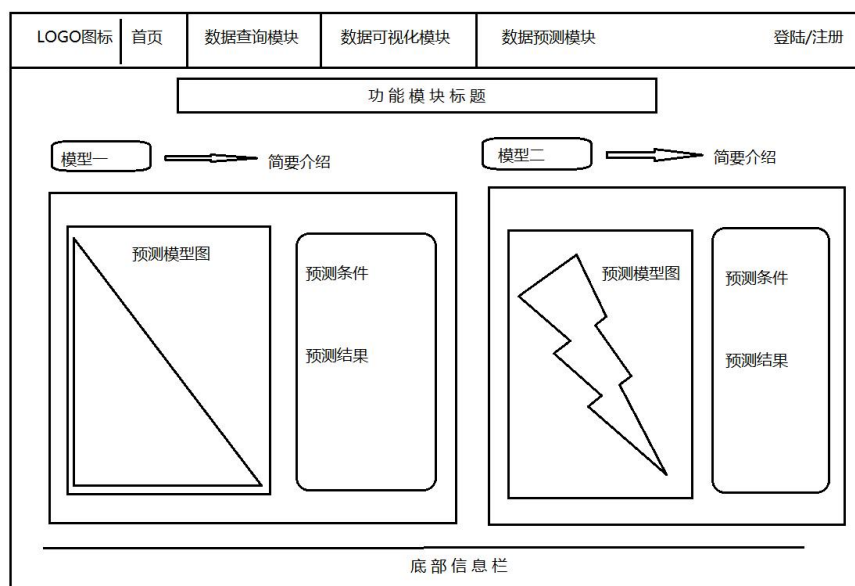 LOGO图标 首页 数据查询模块 数据可视化模块 数据预测模块 登陆/注册
功能模块标题
模型一 简要介绍 模型二 简要介绍
预测模型图
预测条件
预测结果
预测模型图
预测条件
预测结果
底部信息栏